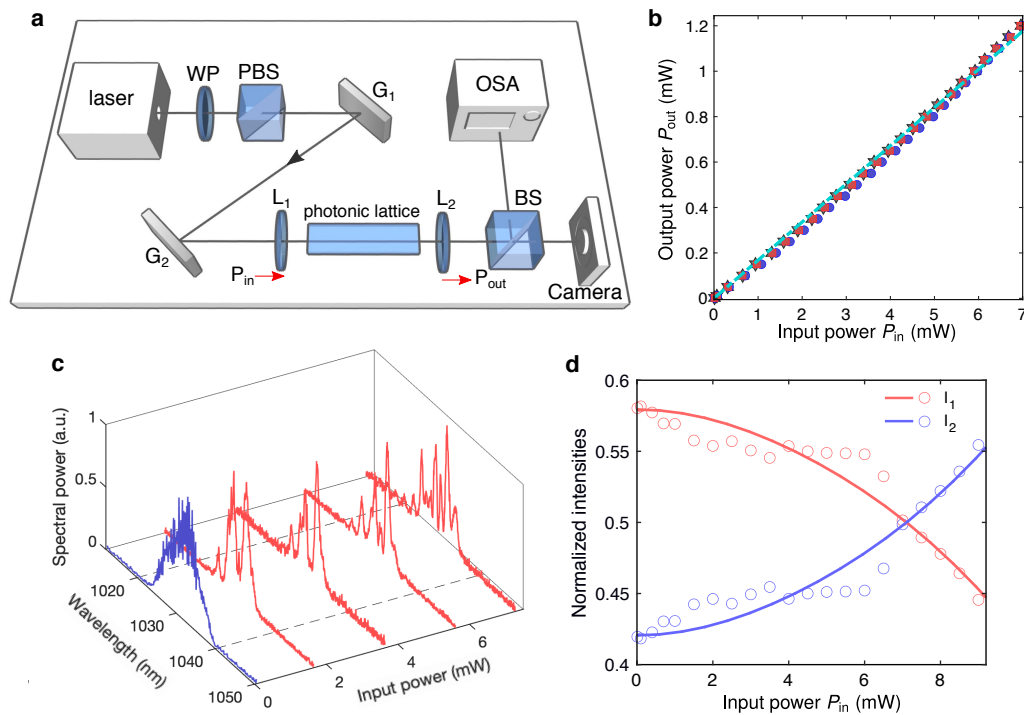 a
laser
WP
PBS
G1
OSA
G2
L1
photonic lattice
L2
BS
Pin
Pout
Camera
b
Output power Pout (mW)
1.2
1
0.8
0.6
0.4
0.2
0
0 1 2 3 4 5 6 7
Input power Pin (mW)
c
Spectral power (a.u.)
1
0.5
0
1020
1030
1040
1050
Wavelength (nm)
0
2
4
6
Input power (mW)
d
Normalized intensities
0.6
0.55
0.5
0.45
0.4
I1
I2
0 2 4 6 8
Input power Pin (mW)